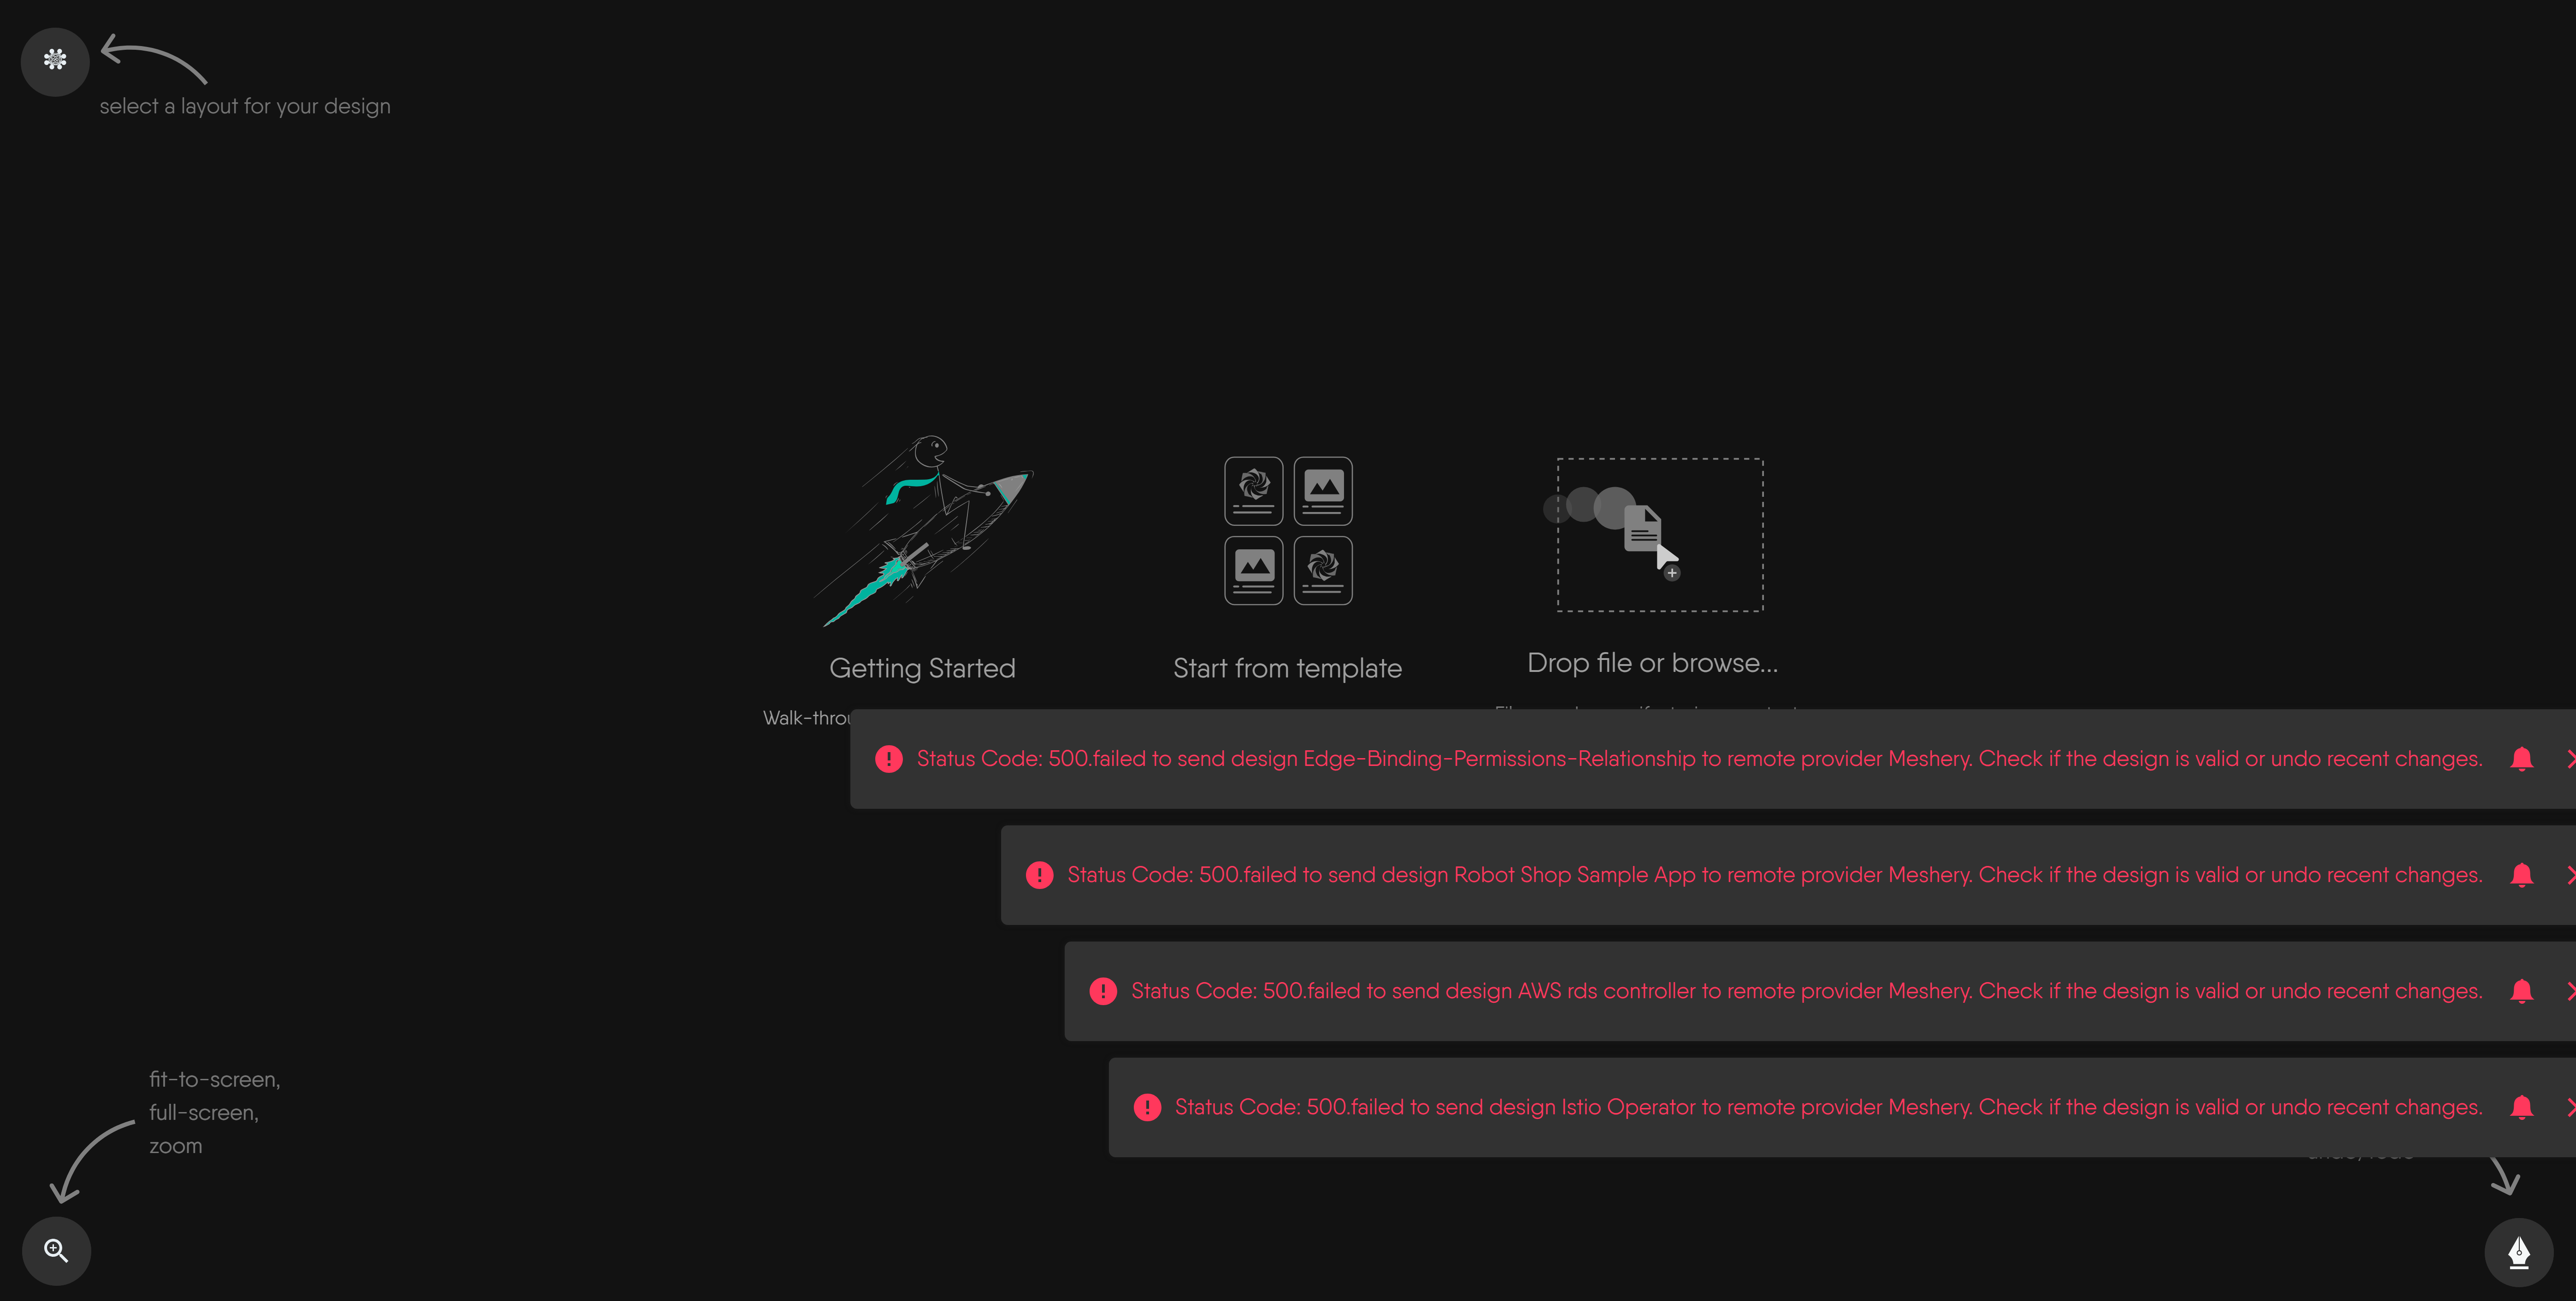 select a layout for your design
Getting Started
Start from template
Drop file or browse...
Status Code: 500.failed to send design Edge-Binding-Permissions-Relationship to remote provider Meshery. Check if the design is valid or undo recent changes.
Status Code: 500.failed to send design Robot Shop Sample App to remote provider Meshery. Check if the design is valid or undo recent changes.
Status Code: 500.failed to send design AWS rds controller to remote provider Meshery. Check if the design is valid or undo recent changes.
Status Code: 500.failed to send design Istio Operator to remote provider Meshery. Check if the design is valid or undo recent changes.
fit-to-screen,
full-screen,
zoom